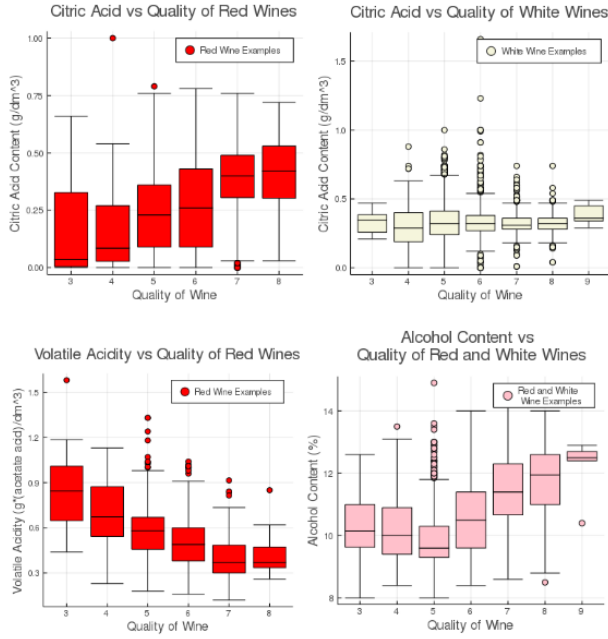 Citric Acid vs Quality of Red Wines
Citric Acid Content (g/dm^3)
1.00
0.75
0.50
0.25
0.00
Red Wine Examples
3 4 5 6 7 8
Quality of Wine
Citric Acid vs Quality of White Wines
Citric Acid Content (g/dm^3)
1.5
1.0
0.5
0.0
White Wine Examples
3 4 5 6 7 8 9
Quality of Wine
Volatile Acidity vs Quality of Red Wines
Volatile Acidity (g*(acetate acid)/dm^3)
1.5
1.2
0.9
0.6
0.3
Red Wine Examples
3 4 5 6 7 8
Quality of Wine
Alcohol Content vs
Quality of Red and White Wines
Alcohol Content (%)
14
12
10
8
Red and White
Wine Examples
3 4 5 6 7 8 9
Quality of Wine